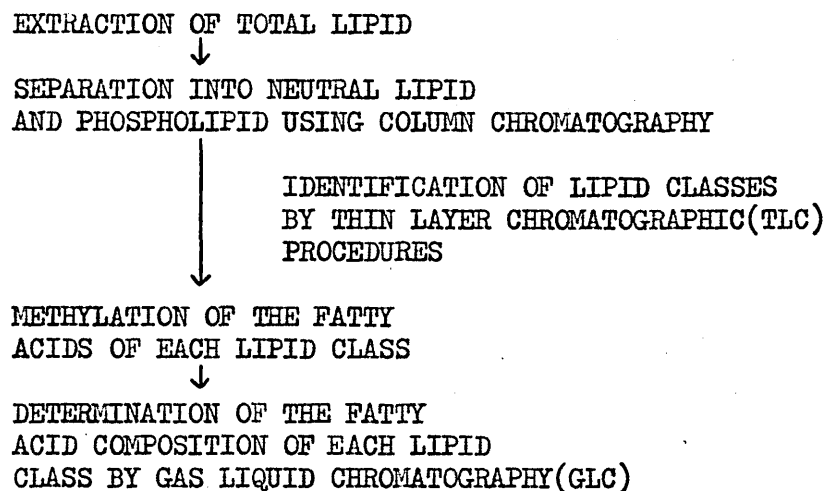 EXTRACTION OF TOTAL LIPID
SEPARATION INTO NEUTRAL LIPID
AND PHOSPHOLIPID USING COLUMN CHROMATOGRAPHY
IDENTIFICATION OF LIPID CLASSES
BY THIN LAYER CHROMATOGRAPHIC(TLC)
PROCEDURES
METHYLATION OF THE FATTY
ACIDS OF EACH LIPID CLASS
DETERMINATION OF THE FATTY
ACID COMPOSITION OF EACH LIPID
CLASS BY GAS LIQUID CHROMATOGRAPHY(GLC)